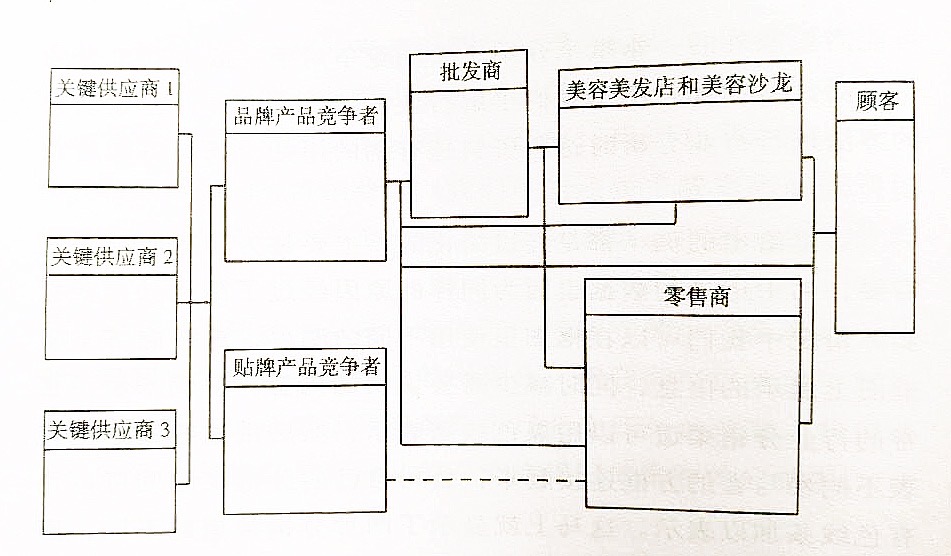 关键供应商 1
关键供应商 2
关键供应商 3
品牌产品竞争者
贴牌产品竞争者
批发商
美容美发店和美容沙龙
零售商
顾客